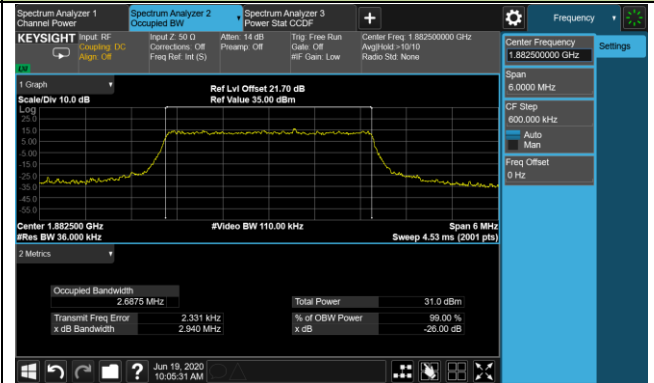 Spectrum Analyzer 1
Channel Power
Spectrum Analyzer 2
Occupied BW
Spectrum Analyzer 3
Power Stat CCDF
+
Frequency
KEYSIGHT
Input: RF
Coupling: DC
Align: Off
Input Z: 50 Ω
Corrections: Off
Freq Ref: Int (S)
Atten: 14 dB
Preamp: Off
Trig: Free Run
Gate: Off
#IF Gain: Low
Center Freq: 1.882500000 GHz
Avg|Hold:>10/10
Radio Std: None
Center Frequency
1.882500000 GHz
Settings
Span
6.0000 MHz
CF Step
600.000 kHz
Auto
Man
Freq Offset
0 Hz
1 Graph
Ref Lvl Offset 21.70 dB
Scale/Div 10.0 dB
Ref Value 35.00 dBm
Log
25.0
15.0
5.00
-5.00
-15.0
-25.0
-35.0
-45.0
-55.0
Center 1.882500 GHz
#Video BW 110.00 kHz
Span 6 MHz
#Res BW 36.000 kHz
Sweep 4.53 ms (2001 pts)
2 Metrics
Occupied Bandwidth
2.6875 MHz
Total Power
31.0 dBm
Transmit Freq Error
2.331 kHz
% of OBW Power
99.00 %
x dB Bandwidth
2.940 MHz
x dB
-26.00 dB
?
Jun 19, 2020
10:05:31 AM